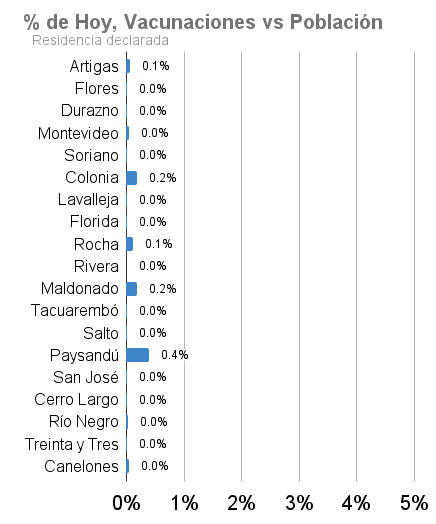 % de Hoy, Vacunaciones vs Población
Residencia declarada
Artigas 0.1%
Flores 0.0%
Durazno 0.0%
Montevideo 0.0%
Soriano 0.0%
Colonia 0.2%
Lavalleja 0.0%
Florida 0.0%
Rocha 0.1%
Rivera 0.0%
Maldonado 0.2%
Tacuarembó 0.0%
Salto 0.0%
Paysandú 0.4%
San José 0.0%
Cerro Largo 0.0%
Río Negro 0.0%
Treinta y Tres 0.0%
Canelones 0.0%
0% 1% 2% 3% 4% 5%